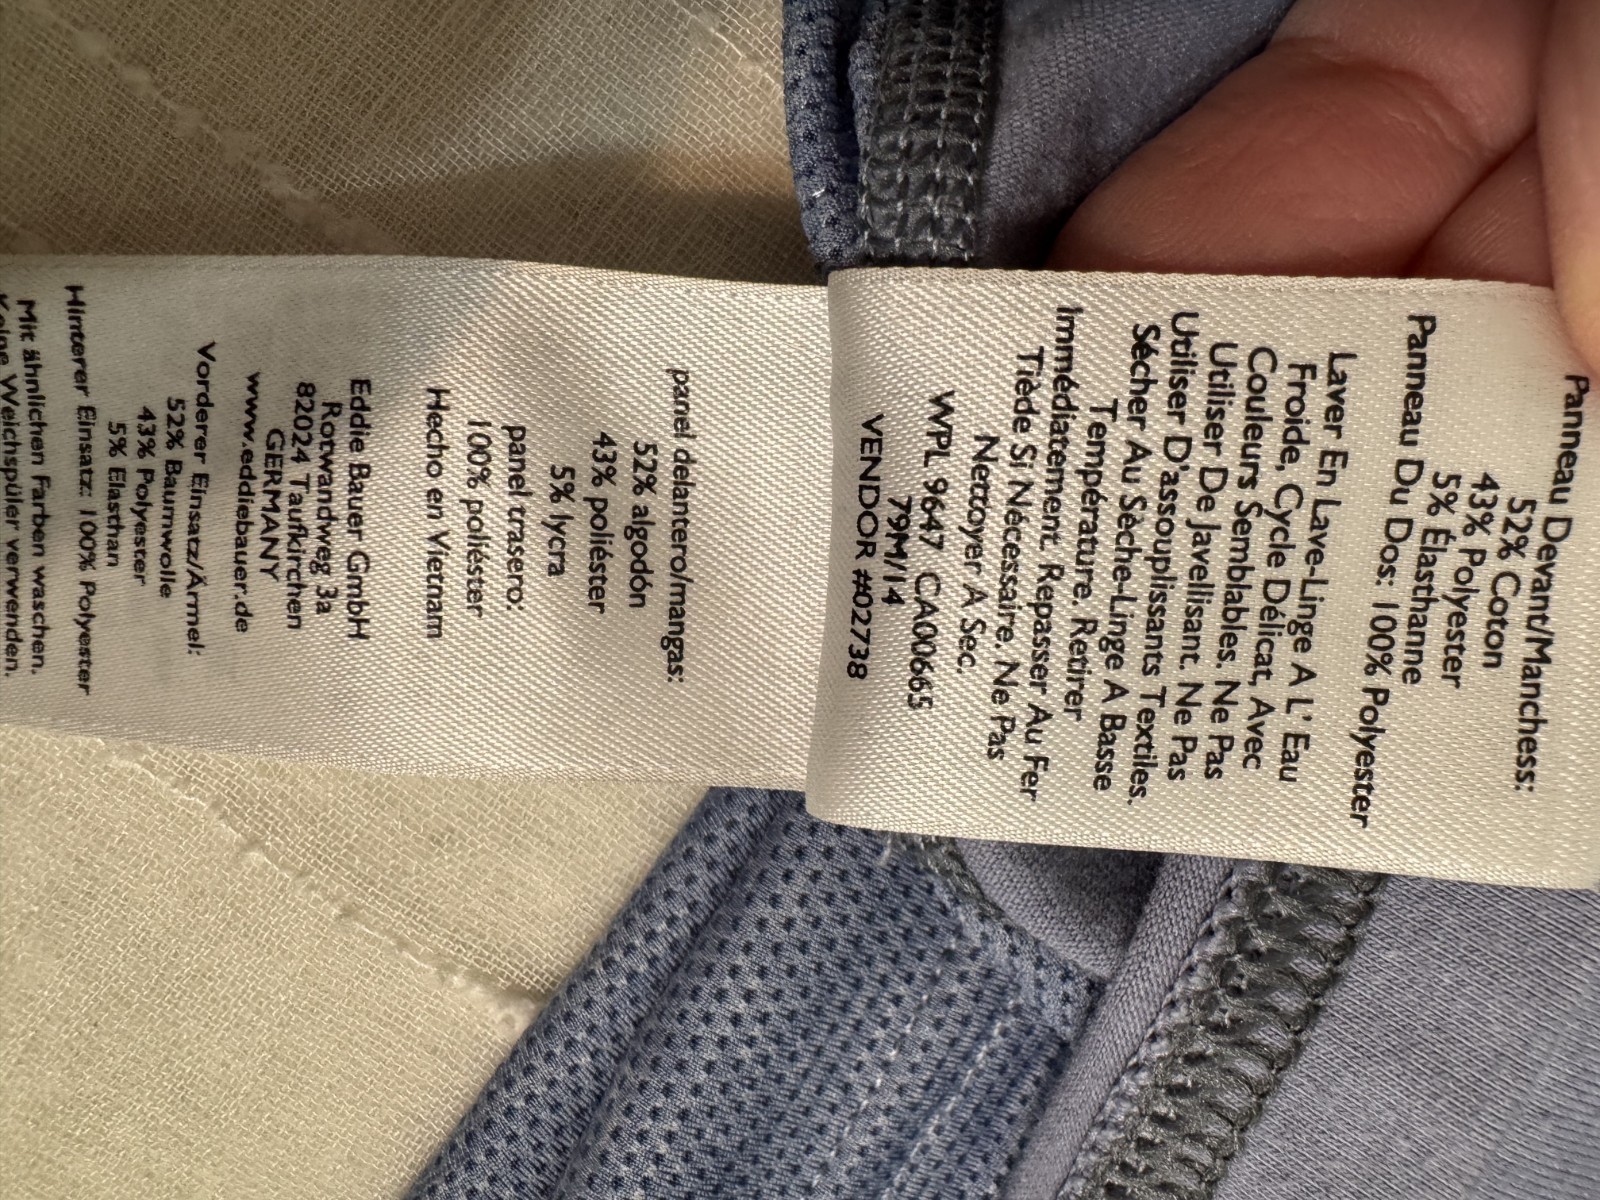 Panneau Devant/Manchess:
52% Coton
43% Polyester
5% Élasthanne
Panneau Du Dos: 100% Polyester
Laver En Lave-Linge A L' Eau
Froide, Cycle Délicat, Avec
Couleurs Semblables. Ne Pas
Utiliser De Javellisant. Ne Pas
Utiliser D'assouplissants Textiles.
Sécher Au Sèche-Linge A Basse
Température. Retirer
Immédiatement. Repasser Au Fer
Tiède Si Nécessaire. Ne Pas
Nettoyer A Sec.
WPL 9647 CA00665
79M/14
VENDOR #02738
panel delantero/mangas:
52% algodón
43% poliéster
5% lycra
panel trasero:
100% poliéster
Hecho en Vietnam
Eddie Bauer GmbH
Rotwandweg 3a
82024 Taufkirchen
GERMANY
www.eddiebauer.de
Vorderer Einsatz/Ärmel:
52% Baumwolle
43% Polyester
5% Elasthan
Hinterer Einsatz: 100% Polyester
Mit ähnlichen Farben waschen.
Keine Weichspüler verwenden.